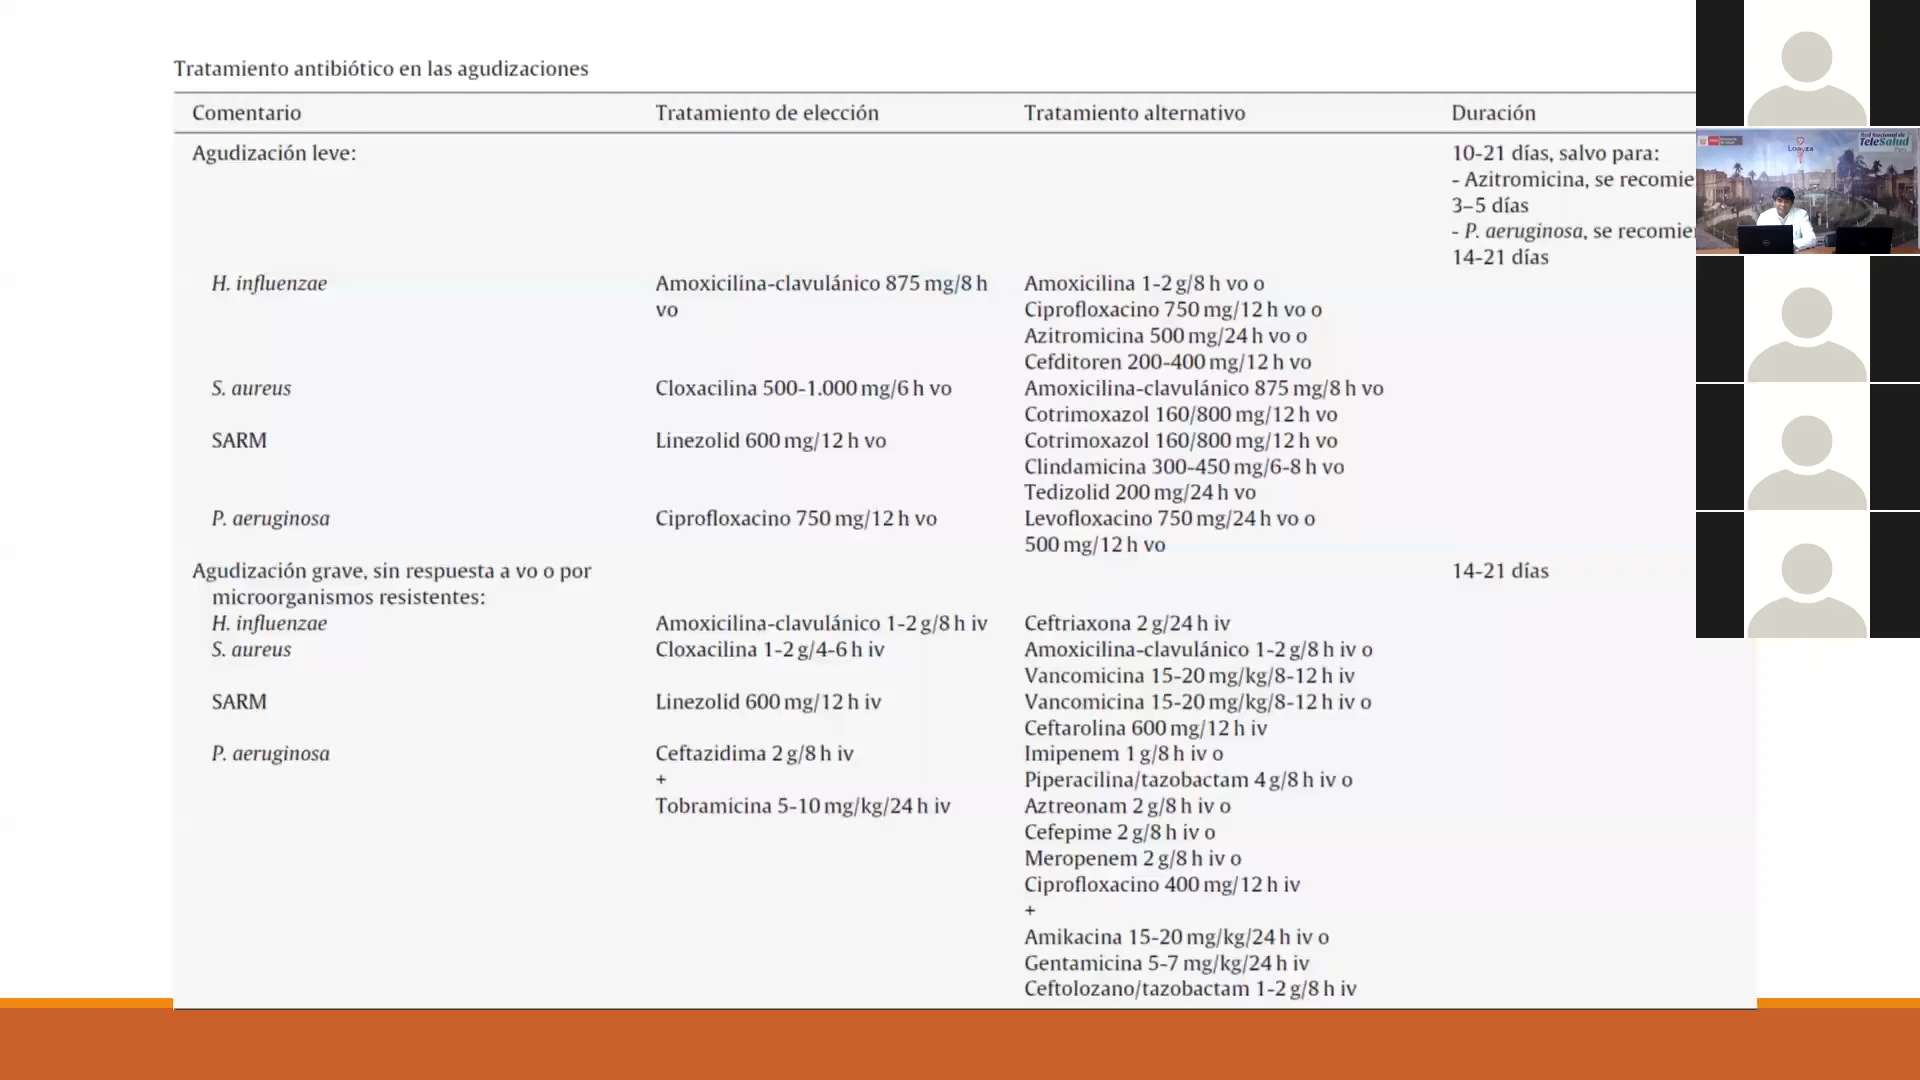 Tratamiento antibiótico en las agudizaciones
Comentario Tratamiento de elección Tratamiento alternativo Duración
Agudización leve: 10-21 días, salvo para:
- Azitromicina, se
3–5 días
- P. aeruginosa, se
14-21 días
H. influenzae Amoxicilina-clavulánico 875 mg/8 h Amoxicilina 1-2 g/8 h vo o
vo Ciprofloxacino 750 mg/12 h vo o
Azitromicina 500 mg/24 h vo o
Cefditoren 200-400 mg/12 h vo
S. aureus Cloxacilina 500-1.000 mg/6 h vo Amoxicilina-clavulánico 875 mg/8 h vo
Cotrimoxazol 160/800 mg/12 h vo
SARM Linezolid 600 mg/12 h vo Cotrimoxazol 160/800 mg/12 h vo
Clindamicina 300-450 mg/6-8 h vo
Tedizolid 200 mg/24 h vo
P. aeruginosa Ciprofloxacino 750 mg/12 h vo Levofloxacino 750 mg/24 h vo o
500 mg/12 h vo
Agudización grave, sin respuesta a vo o por 14-21 días
microorganismos resistentes:
H. influenzae Amoxicilina-clavulánico 1-2 g/8 h iv Ceftriaxona 2 g/24 h iv
S. aureus Cloxacilina 1-2 g/4-6 h iv Amoxicilina-clavulánico 1-2 g/8 h iv o
Vancomicina 15-20 mg/kg/8-12 h iv
SARM Linezolid 600 mg/12 h iv Vancomicina 15-20 mg/kg/8-12 h iv o
Ceftarolina 600 mg/12 h iv
P. aeruginosa Ceftazidima 2 g/8 h iv Imipenem 1 g/8 h iv o
+ Piperacilina/tazobactam 4 g/8 h iv o
Tobramicina 5-10 mg/kg/24 h iv Aztreonam 2 g/8 h iv o
Cefepime 2 g/8 h iv o
Meropenem 2 g/8 h iv o
Ciprofloxacino 400 mg/12 h iv
+
Amikacina 15-20 mg/kg/24 h iv o
Gentamicina 5-7 mg/kg/24 h iv
Ceftolozano/tazobactam 1-2 g/8 h iv
Loayza
Red Nacional de
TeleSalud